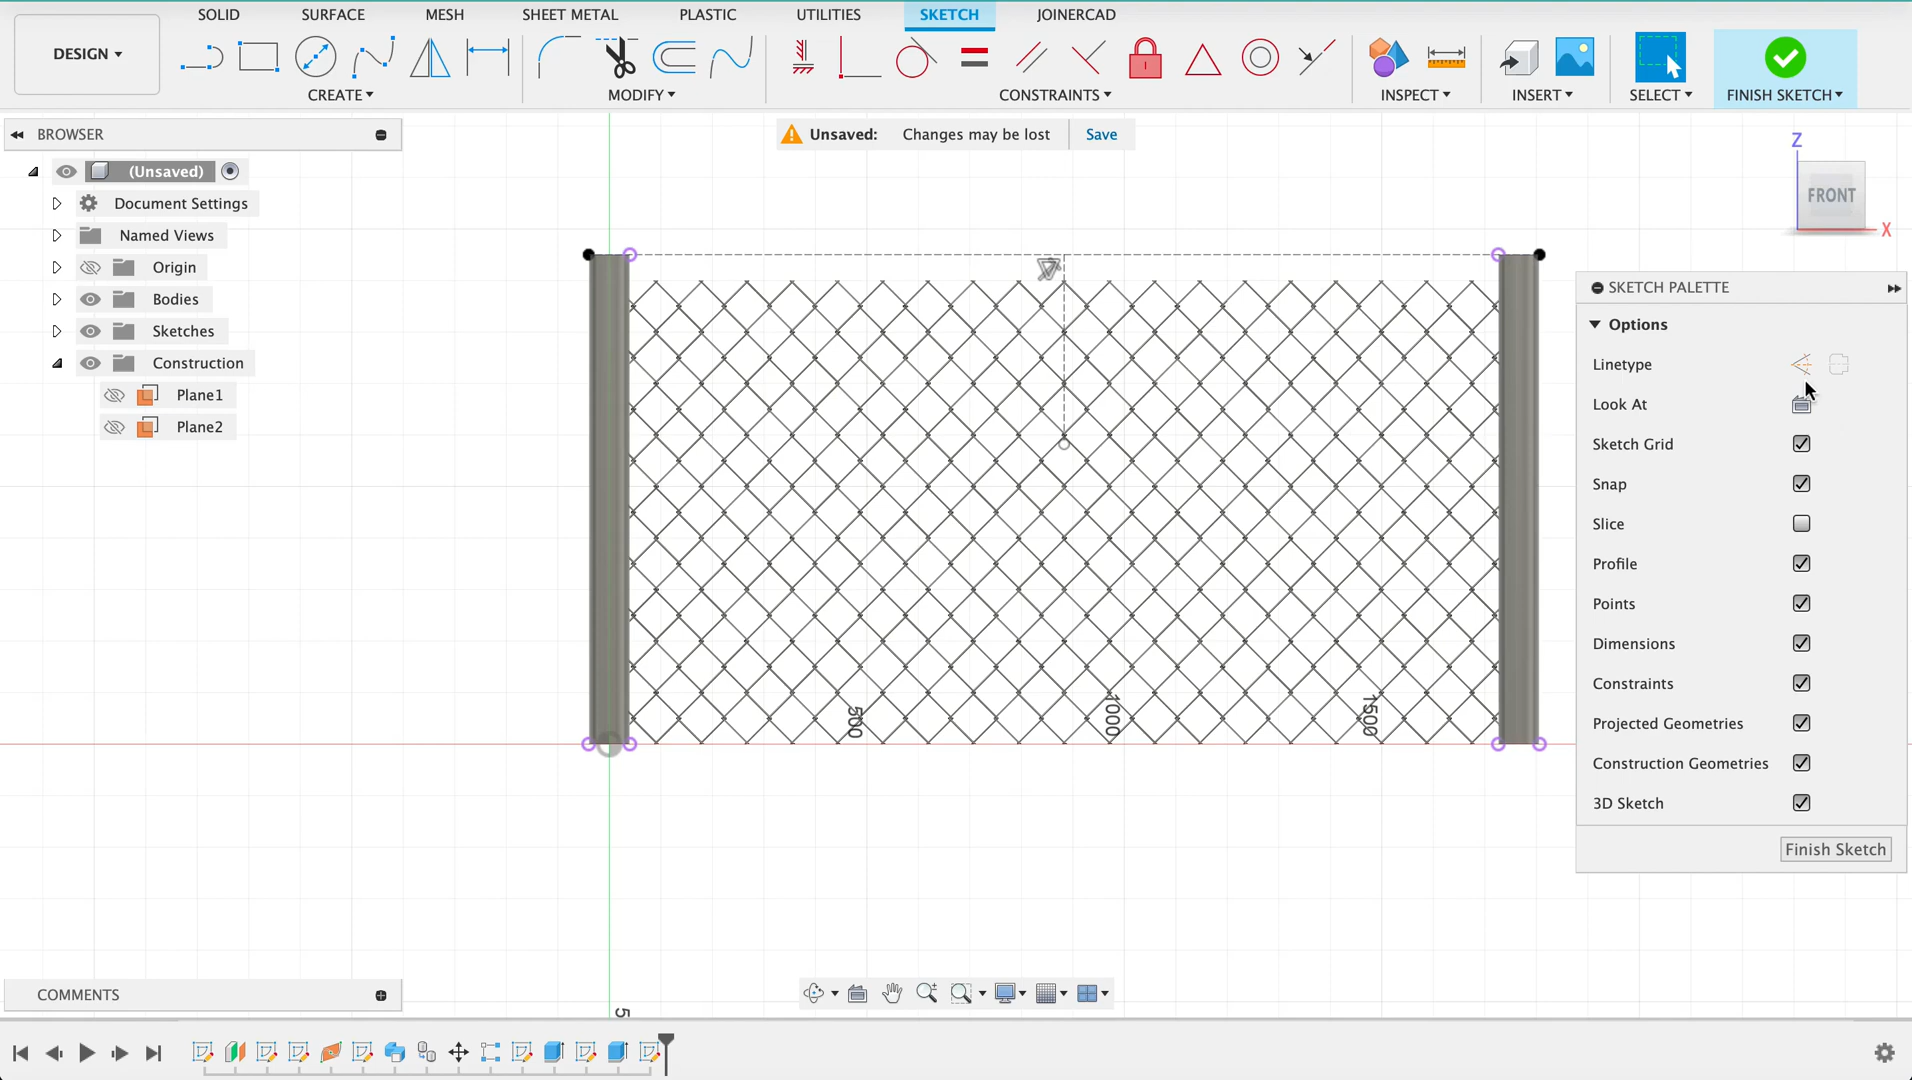 SOLID SURFACE MESH SHEET METAL PLASTIC UTILITIES SKETCH JOINERCAD
DESIGN
CREATE MODIFY CONSTRAINTS INSPECT INSERT SELECT FINISH SKETCH
BROWSER
Unsaved: Changes may be lost Save
(Unsaved)
Document Settings
Named Views
Origin
Bodies
Sketches
Construction
Plane1
Plane2
Z
FRONT
X
SKETCH PALETTE
Options
Linetype
Look At
Sketch Grid
Snap
Slice
Profile
Points
Dimensions
Constraints
Projected Geometries
Construction Geometries
3D Sketch
Finish Sketch
500
1000
1500
COMMENTS
5